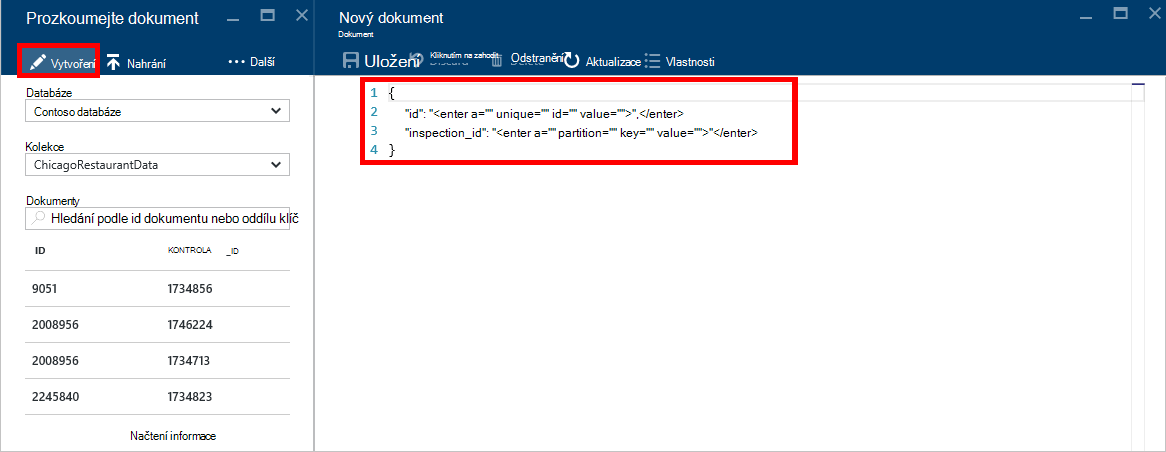 Prozkoumejte dokument
Vytvoření
Nahrání
Další
Databáze
Contoso databáze
Kolekce
ChicagoRestaurantData
Dokumenty
Hledání podle id dokumentu nebo oddílu klíč
ID KONTROLA _ID
9051 1734856
2008956 1746224
2008956 1734713
2245840 1734823
Načtení informace
Nový dokument
Dokument
Uložení Kliknutím na zahodit Odstranění Aktualizace Vlastnosti
Discard Delete
1 {
2 "id": "<enter a="" unique="" id="" value="">",</enter>
3 "inspection_id": "<enter a="" partition="" key="" value="">"</enter>
4 }